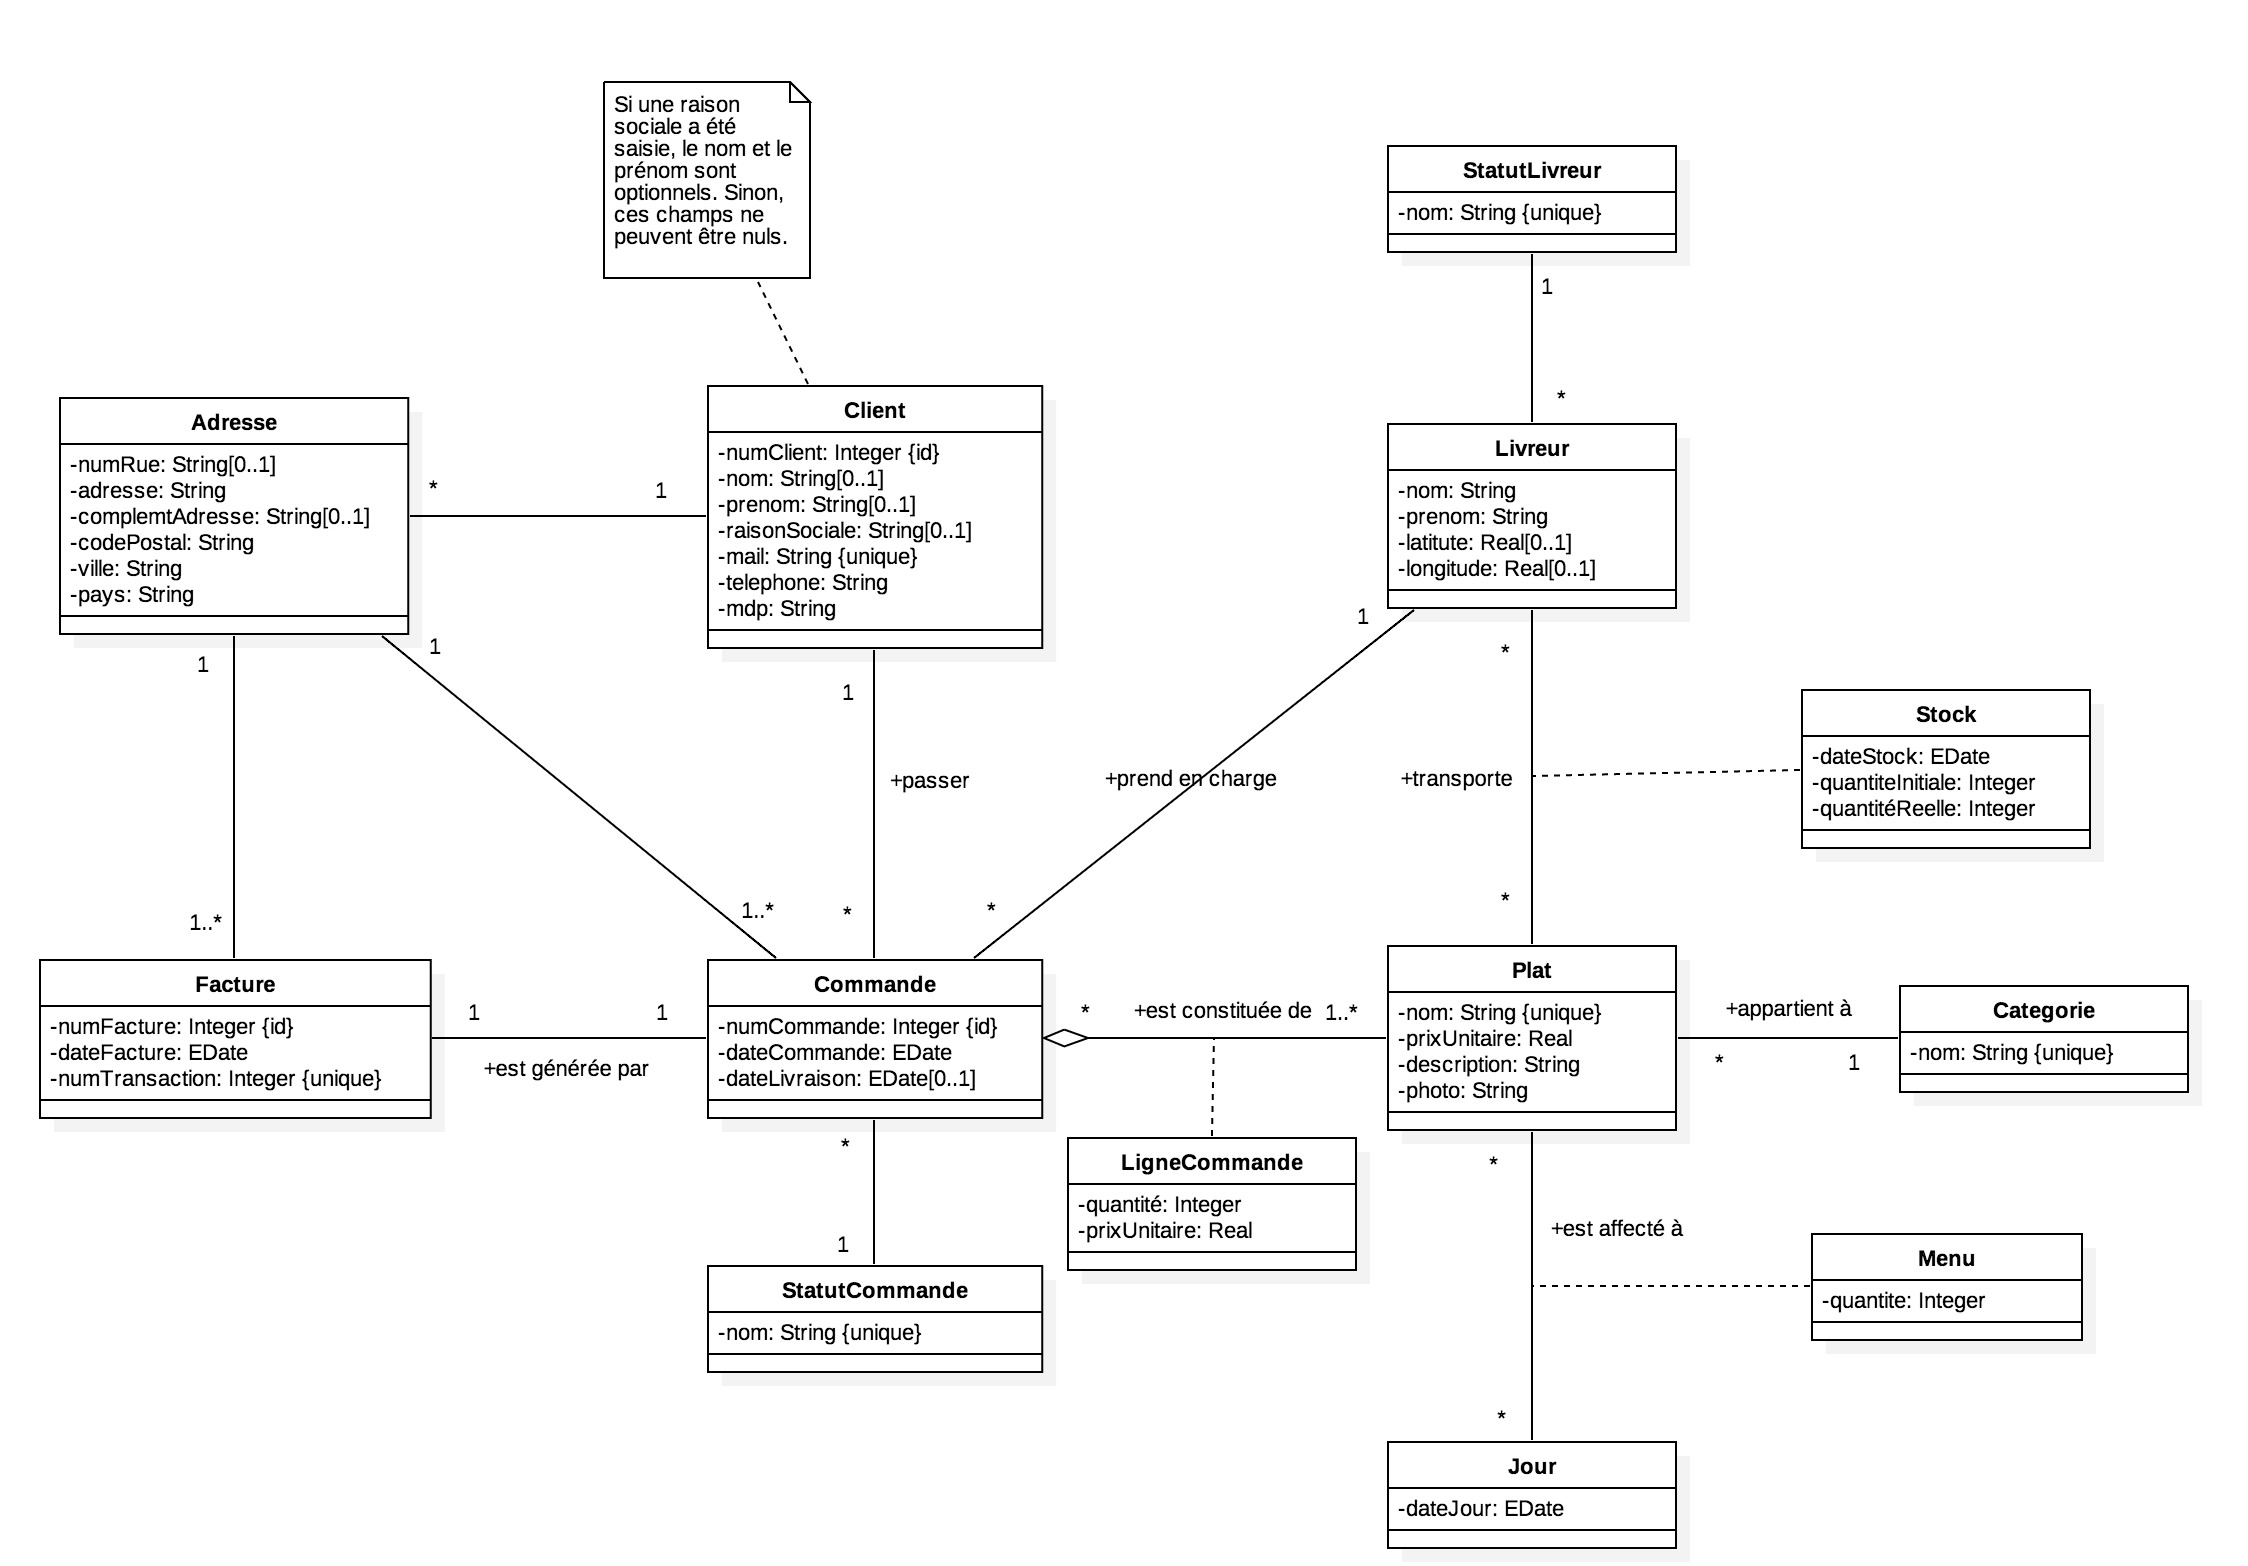 Si une raison
sociale a été
saisie, le nom et le
prénom sont
optionnels. Sinon,
ces champs ne
peuvent être nuls.
StatutLivreur
-nom: String {unique}
1
*
Adresse
-numRue: String[0..1]
-adresse: String
-complemtAdresse: String[0..1]
-codePostal: String
-ville: String
-pays: String
* 1
Client
-numClient: Integer {id}
-nom: String[0..1]
-prenom: String[0..1]
-raisonSociale: String[0..1]
-mail: String {unique}
-telephone: String
-mdp: String
Livreur
-nom: String
-prenom: String
-latitute: Real[0..1]
-longitude: Real[0..1]
1
1
1
1
*
+passer
+prend en charge
+transporte
Stock
-dateStock: EDate
-quantiteInitiale: Integer
-quantitéReelle: Integer
1..*
1..*
*
*
*
Facture
-numFacture: Integer {id}
-dateFacture: EDate
-numTransaction: Integer {unique}
1 1
+est générée par
Commande
-numCommande: Integer {id}
-dateCommande: EDate
-dateLivraison: EDate[0..1]
* +est constituée de 1..*
Plat
-nom: String {unique}
-prixUnitaire: Real
-description: String
-photo: String
+appartient à
* 1
Categorie
-nom: String {unique}
*
1
LigneCommande
-quantité: Integer
-prixUnitaire: Real
*
+est affecté à
Menu
-quantite: Integer
StatutCommande
-nom: String {unique}
*
Jour
-dateJour: EDate